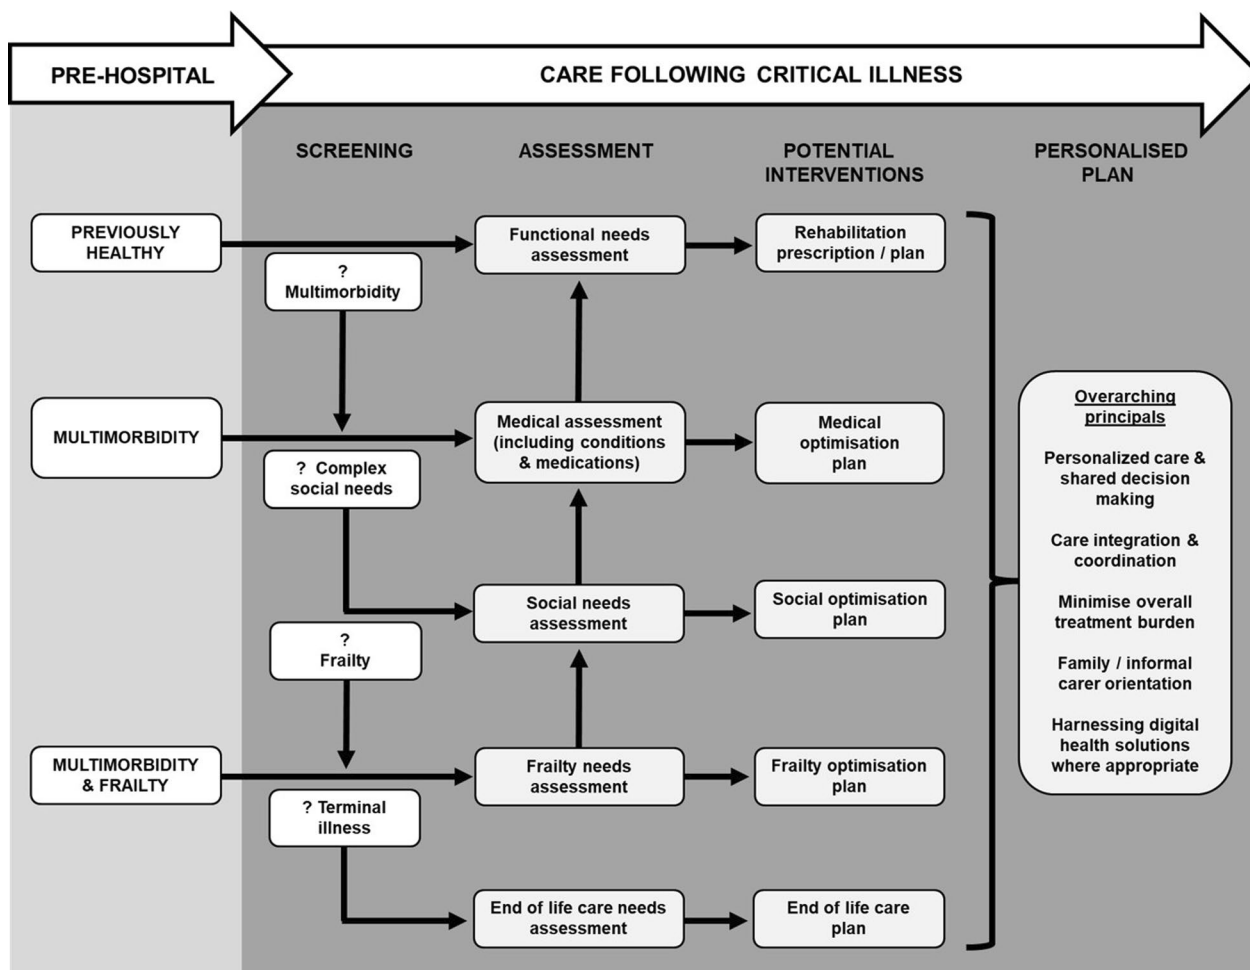 PRE-HOSPITAL
CARE FOLLOWING CRITICAL ILLNESS
SCREENING
ASSESSMENT
POTENTIAL
INTERVENTIONS
PERSONALISED
PLAN
PREVIOUSLY
HEALTHY
?
Multimorbidity
Functional needs
assessment
Rehabilitation
prescription / plan
MULTIMORBIDITY
? Complex
social needs
Medical assessment
(including conditions
& medications)
Medical
optimisation
plan
?
Frailty
Social needs
assessment
Social optimisation
plan
MULTIMORBIDITY
& FRAILTY
? Terminal
illness
Frailty needs
assessment
Frailty optimisation
plan
End of life care needs
assessment
End of life care
plan
Overarching
principals
Personalized care &
shared decision
making
Care integration &
coordination
Minimise overall
treatment burden
Family / informal
carer orientation
Harnessing digital
health solutions
where appropriate